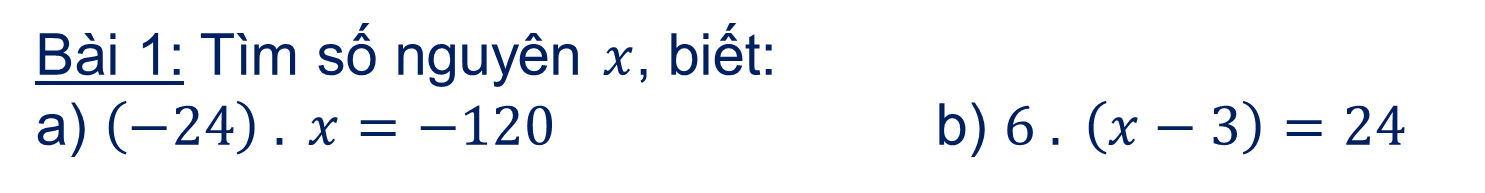 Bài 1: Tìm số nguyên x, biết:
a) (−24) . x = −120 b) 6 . (x − 3) = 24